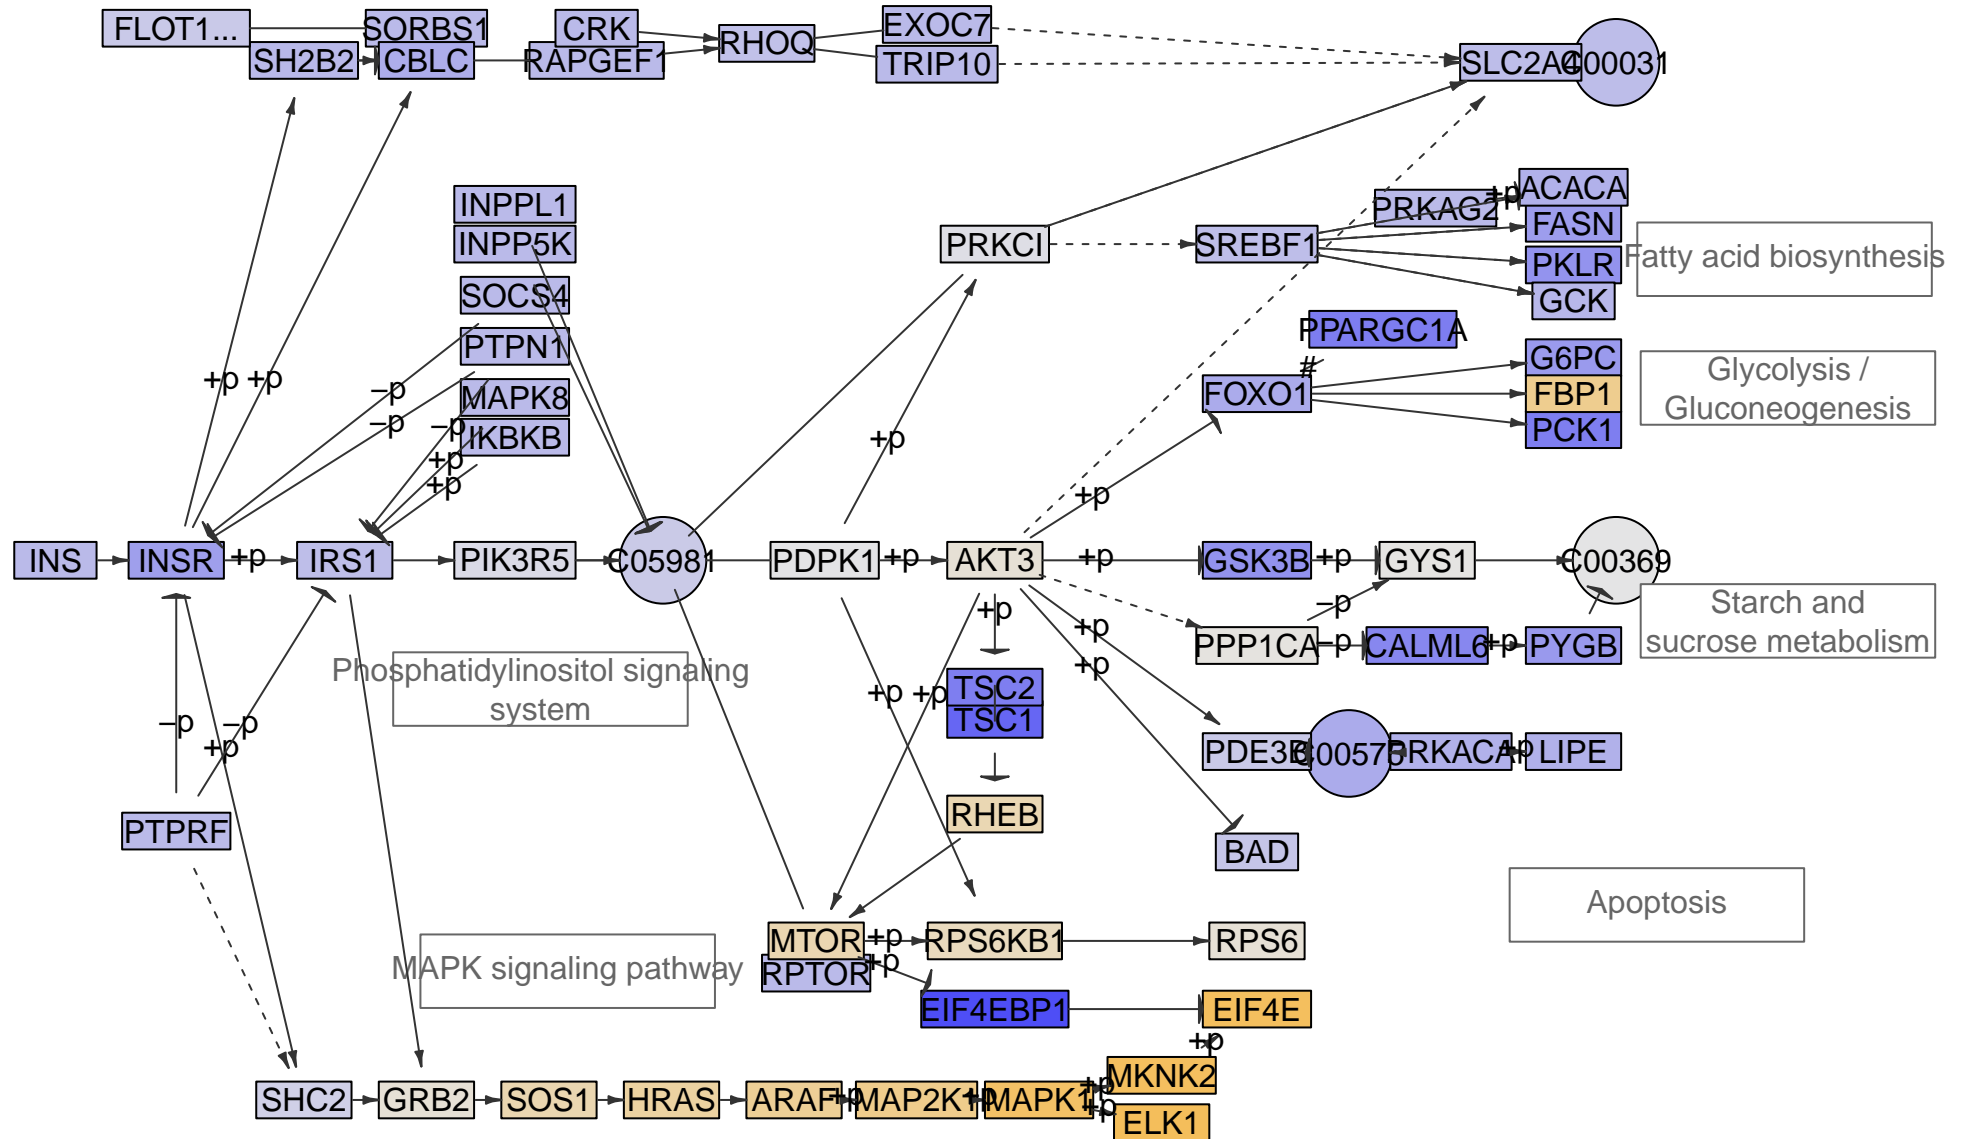 FLOT1...
SORBS1
CRK
EXOC7
SH2B2
CBLC
RAPGEF1
RHOQ
TRIP10
SLC2A4
C00031
INPPL1
INPP5K
SOCS4
PTPN1
MAPK8
IKBKB
PRKCI
SREBF1
PRKAG2
+p
ACACA
FASN
PKLR
GCK
Fatty acid biosynthesis
PPARGC1A
#
FOXO1
G6PC
FBP1
PCK1
Glycolysis /
Gluconeogenesis
+p
+p
–p
–p
–p
+p
+p
+p
+p
INS
INSR
+p
IRS1
PIK3R5
C05981
PDPK1
+p
AKT3
+p
GSK3B
+p
GYS1
C00369
+p
+p
+p
–p
PPP1CA
–p
CALML6
+p
PYGB
Starch and
sucrose metabolism
Phosphatidylinositol signaling
system
–p
–p
+p
+p
+p
TSC2
TSC1
PDE3B
C00575
PRKACA
+p
LIPE
RHEB
PTPRF
BAD
Apoptosis
MTOR
+p
RPS6KB1
RPS6
RPTOR
+p
MAPK signaling pathway
EIF4EBP1
EIF4E
+p
SHC2
GRB2
SOS1
HRAS
ARAF
+p
MAP2K1
+p
MAPK1
+p
+p
MKNK2
ELK1